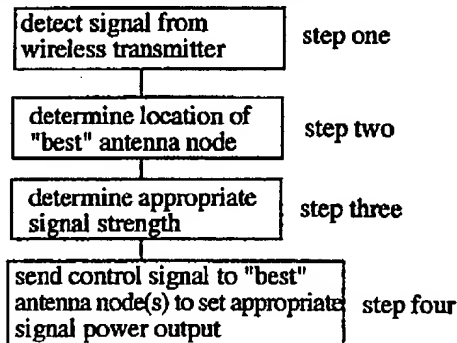 detect signal from
wireless transmitter
step one
determine location of
"best" antenna node
step two
determine appropriate
signal strength
step three
send control signal to "best"
antenna node(s) to set appropriate
signal power output
step four